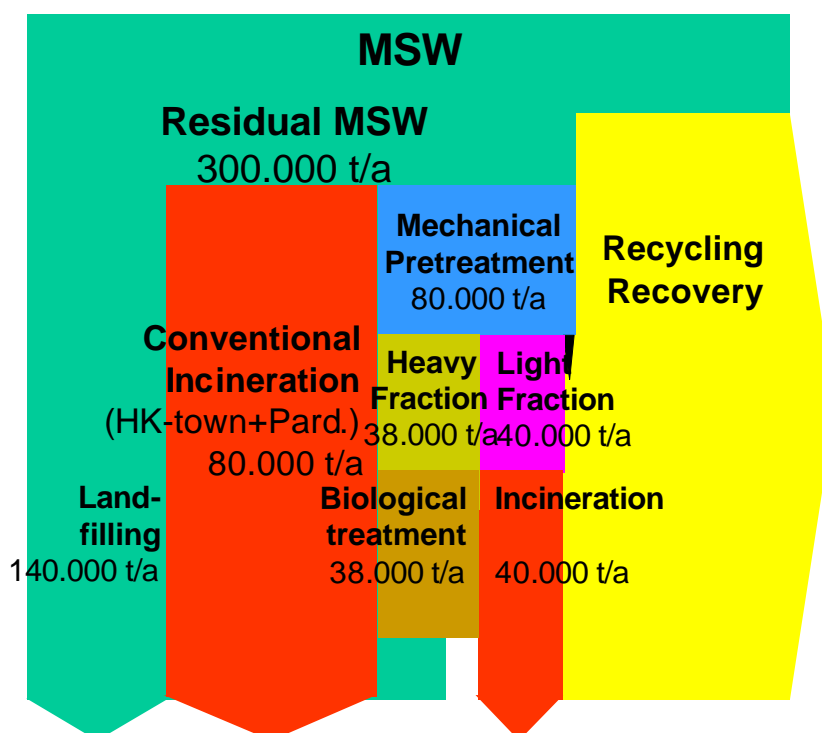 MSW
Residual MSW
300.000 t/a
Mechanical
Pretreatment
80.000 t/a
Recycling
Recovery
Conventional
Incineration
(HK-town+Pard.)
80.000 t/a
Heavy
Fraction
38.000 t/a
Light
Fraction
40.000 t/a
Land-
filling
140.000 t/a
Biological
treatment
38.000 t/a
Incineration
40.000 t/a